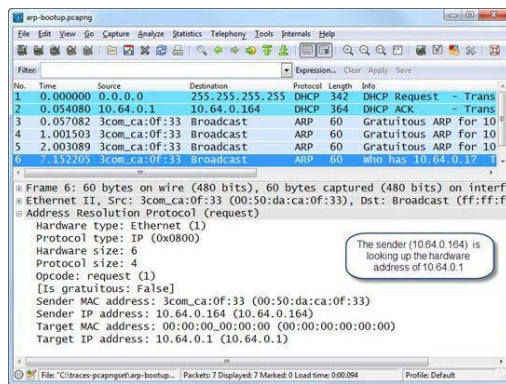 arp-bootup.pcapng
File Edit View Go Capture Analyze Statistics Telephony Tools Internals Help
Filter: Expression... Clear Apply Save
No. Time Source Destination Protocol Length Info
1 0.000000 0.0.0.0 255.255.255.255 DHCP 342 DHCP Request - Trans
2 0.054080 10.64.0.1 10.64.0.164 DHCP 364 DHCP ACK - Trans
3 0.057082 3com_ca:0f:33 Broadcast ARP 60 Gratuitous ARP for 10
4 1.001503 3com_ca:0f:33 Broadcast ARP 60 Gratuitous ARP for 10
5 2.003089 3com_ca:0f:33 Broadcast ARP 60 Gratuitous ARP for 10
6 7.152205 3com_ca:0f:33 Broadcast ARP 60 Who has 10.64.0.1? T
Frame 6: 60 bytes on wire (480 bits), 60 bytes captured (480 bits) on interf
Ethernet II, Src: 3com_ca:0f:33 (00:50:da:ca:0f:33), Dst: Broadcast (ff:ff:f
Address Resolution Protocol (request)
Hardware type: Ethernet (1)
Protocol type: IP (0x0800)
Hardware size: 6
Protocol size: 4
Opcode: request (1)
[Is gratuitous: False]
Sender MAC address: 3com_ca:0f:33 (00:50:da:ca:0f:33)
Sender IP address: 10.64.0.164 (10.64.0.164)
Target MAC address: 00:00:00_00:00:00 (00:00:00:00:00:00)
Target IP address: 10.64.0.1 (10.64.0.1)
The sender (10.64.0.164) is
looking up the hardware
address of 10.64.0.1
File: "C:\traces-pcapngset\arp-bootup... Packets: 7 Displayed: 7 Marked: 0 Load time: 0:00.094 Profile: Default